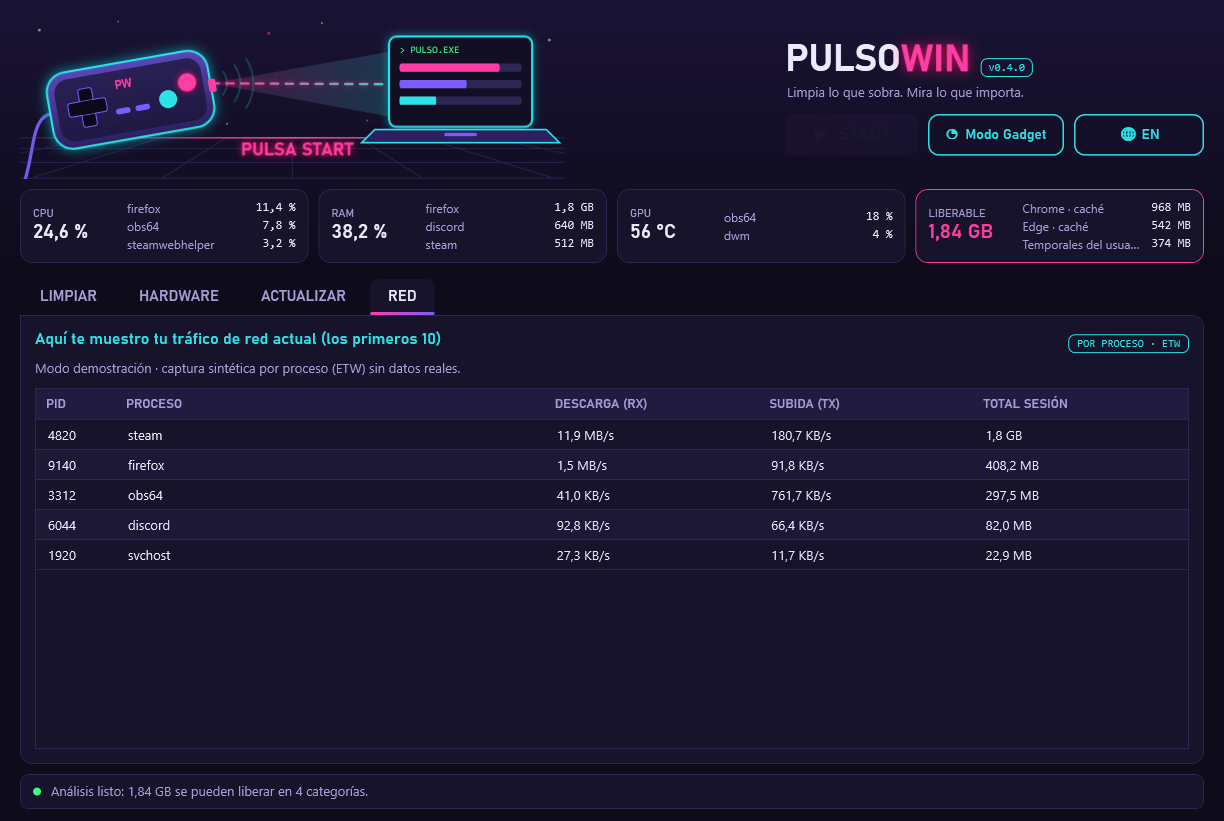 > PULSO.EXE
PW
PULSA START
PULSOWIN v0.4.0
Limpia lo que sobra. Mira lo que importa.
START
Modo Gadget
EN
CPU
24,6 %
firefox 11,4 %
obs64 7,8 %
steamwebhelper 3,2 %
RAM
38,2 %
firefox 1,8 GB
discord 640 MB
steam 512 MB
GPU
56 °C
obs64 18 %
dwm 4 %
LIBERABLE
1,84 GB
Chrome · caché 968 MB
Edge · caché 542 MB
Temporales del usua... 374 MB
LIMPIAR HARDWARE ACTUALIZAR RED
Aquí te muestro tu tráfico de red actual (los primeros 10)
POR PROCESO · ETW
Modo demostración · captura sintética por proceso (ETW) sin datos reales.
PID PROCESO DESCARGA (RX) SUBIDA (TX) TOTAL SESIÓN
4820 steam 11,9 MB/s 180,7 KB/s 1,8 GB
9140 firefox 1,5 MB/s 91,8 KB/s 408,2 MB
3312 obs64 41,0 KB/s 761,7 KB/s 297,5 MB
6044 discord 92,8 KB/s 66,4 KB/s 82,0 MB
1920 svchost 27,3 KB/s 11,7 KB/s 22,9 MB
Análisis listo: 1,84 GB se pueden liberar en 4 categorías.